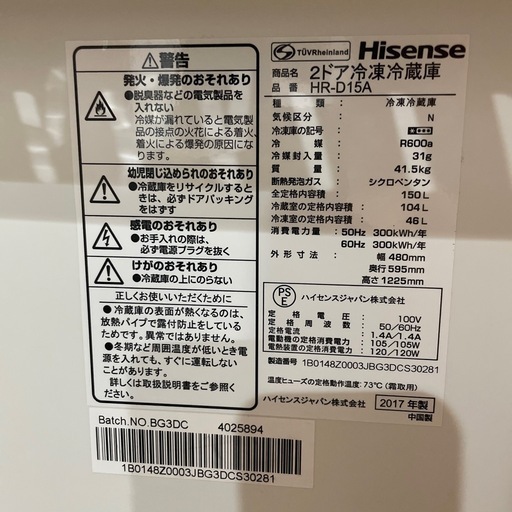 ⚠警告
発火・爆発のおそれあり
●脱臭器などの電気製品を
入れない
冷媒が漏れていると電気製
品の接点の火花による着火、
着火による爆発の原因にな
ります。
幼児閉じ込められのおそれあり
●冷蔵庫をリサイクルするとき
は、必ずドアパッキング
をはずす
感電のおそれあり
●お手入れの際は、
必ず電源プラグを抜く
けがのおそれあり
●冷蔵庫の上にのらない
正しくお使いいただくために
●冷蔵庫の表面が熱くなるのは、
放熱パイプで露付防止をしている
ためです。異常ではありません。
●冬期など周囲温度が低いとき電
源を入れても、すぐに運転しない
ことがあります。
詳しくは取扱説明書をご覧ください。
TÜVRheinland Hisense
商品名 2ドア冷凍冷蔵庫
品番 HR-D15A
種類 冷凍冷蔵庫
気候区分 N
冷凍庫の記号
冷媒 R600a
冷媒封入量 31g
質量 41.5kg
断熱発泡ガス シクロペンタン
全定格内容積 150L
冷蔵室の定格内容積 104L
冷凍室の定格内容積 46L
消費電力量 50Hz 300kWh/年
60Hz 300kWh/年
外形寸法 幅 480mm
奥行 595mm
高さ 1225mm
PSE ハイセンスジャパン株式会社
定格電圧: 100V
定格周波数: 50/60Hz
定格電流: 1.4A/1.4A
電動機の定格消費電力: 105/105W
電熱装置の定格消費電力: 120/120W
製造番号: 1B0148Z0003JBG3DCS30281
温度ヒューズの定格動作温度: 73℃(霜取用)
ハイセンスジャパン株式会社 2017年製
中国製
Batch.NO.BG3DC 4025894
1B0148Z0003JBG3DCS30281